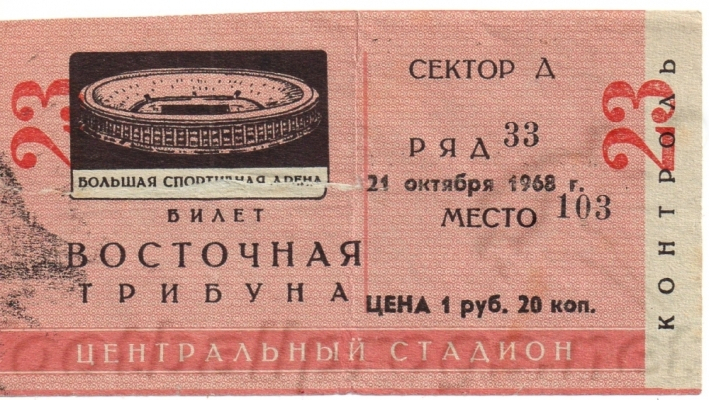 23
БОЛЬШАЯ СПОРТИВНАЯ АРЕНА
БИЛЕТ
ВОСТОЧНАЯ
ТРИБУНА
СЕКТОР Д
РЯД 33
21 октября 1968 г.
МЕСТО 103
ЦЕНА 1 руб. 20 коп.
ЦЕНТРАЛЬНЫЙ СТАДИОН
23
КОНТРОЛЬ